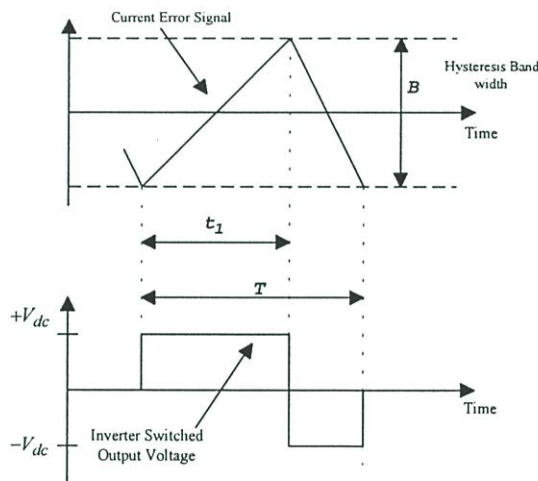 Current Error Signal
Hysteresis Band
width
B
Time
t1
T
+Vdc
Time
Inverter Switched
Output Voltage
−Vdc